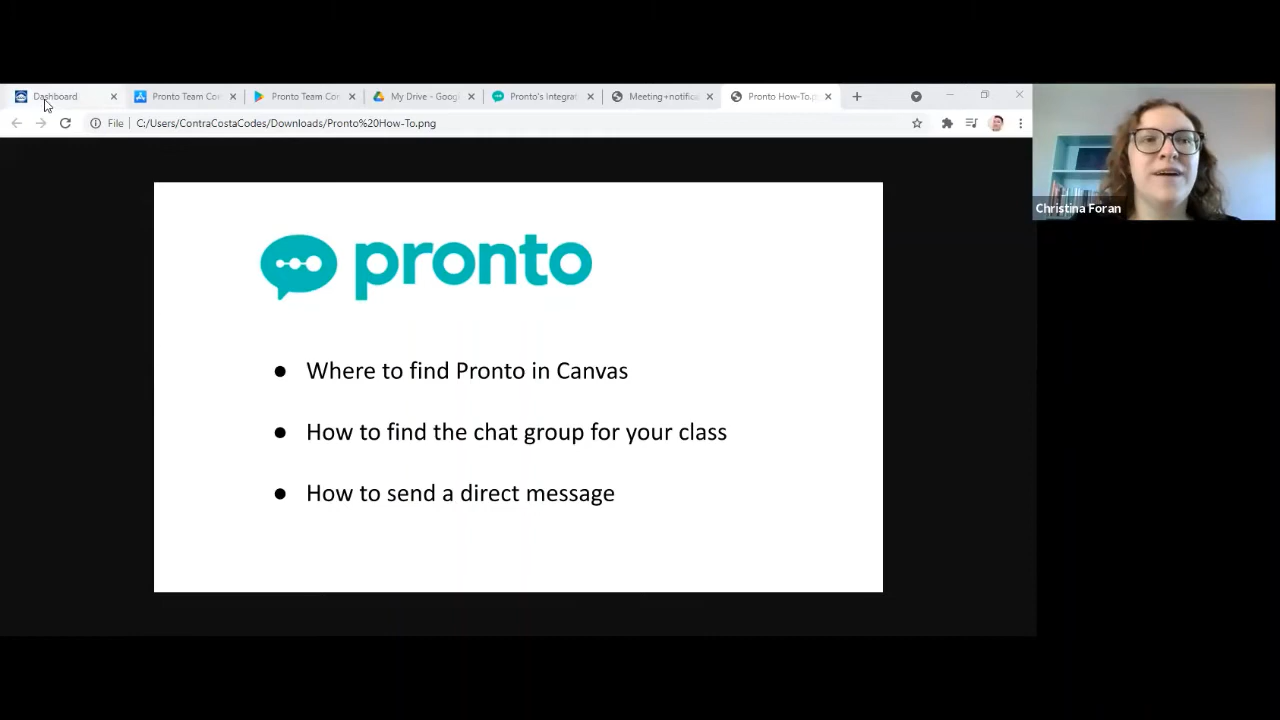 Dashboard
Pronto Team Co
Pronto Team Co
My Drive - Goog
Pronto's Integrat
Meeting+notific
Pronto How-To.p
File
C:/Users/ContraCostaCodes/Downloads/Pronto%20How-To.png
Christina Foran
pronto
● Where to find Pronto in Canvas
● How to find the chat group for your class
● How to send a direct message